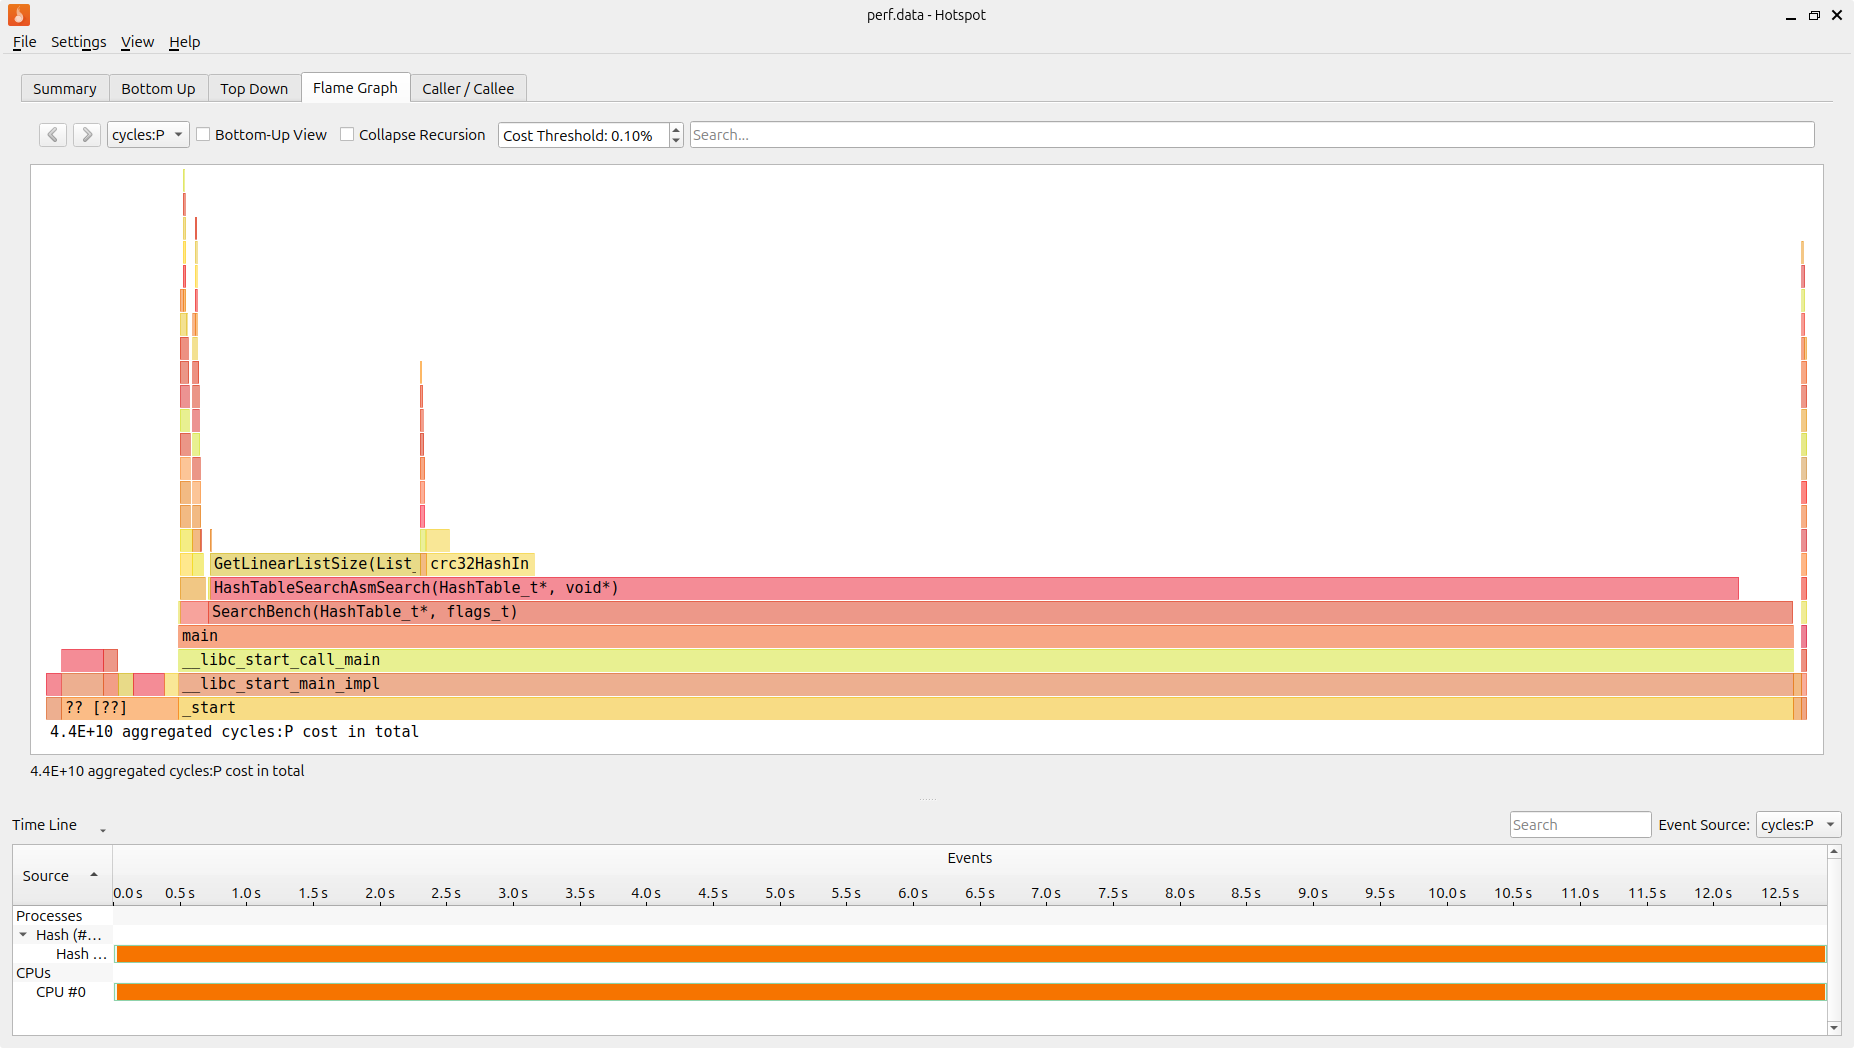 perf.data - Hotspot
File Settings View Help
Summary Bottom Up Top Down Flame Graph Caller / Callee
cycles:P Bottom-Up View Collapse Recursion Cost Threshold: 0.10% Search...
GetLinearListSize(List_ crc32HashIn
HashTableSearchAsmSearch(HashTable_t*, void*)
SearchBench(HashTable_t*, flags_t)
main
__libc_start_call_main
__libc_start_main_impl
?? [??] _start
4.4E+10 aggregated cycles:P cost in total
4.4E+10 aggregated cycles:P cost in total
Time Line Search Event Source: cycles:P
Source Events
0.0 s 0.5 s 1.0 s 1.5 s 2.0 s 2.5 s 3.0 s 3.5 s 4.0 s 4.5 s 5.0 s 5.5 s 6.0 s 6.5 s 7.0 s 7.5 s 8.0 s 8.5 s 9.0 s 9.5 s 10.0 s 10.5 s 11.0 s 11.5 s 12.0 s 12.5 s
Processes
Hash (#...
Hash ...
CPUs
CPU #0